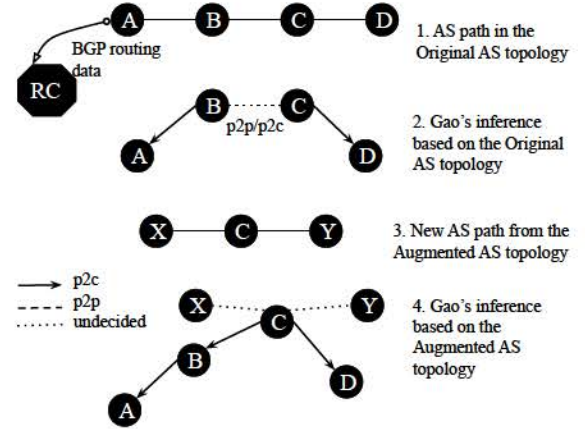 A B C D
1. AS path in the
Original AS topology
BGP routing
data
RC
B C
p2p/p2c
A D
2. Gao's inference
based on the Original
AS topology
X C Y
3. New AS path from the
Augmented AS topology
p2c
p2p
undecided
X Y
C
B
D
A
4. Gao's inference
based on the
Augmented AS
topology